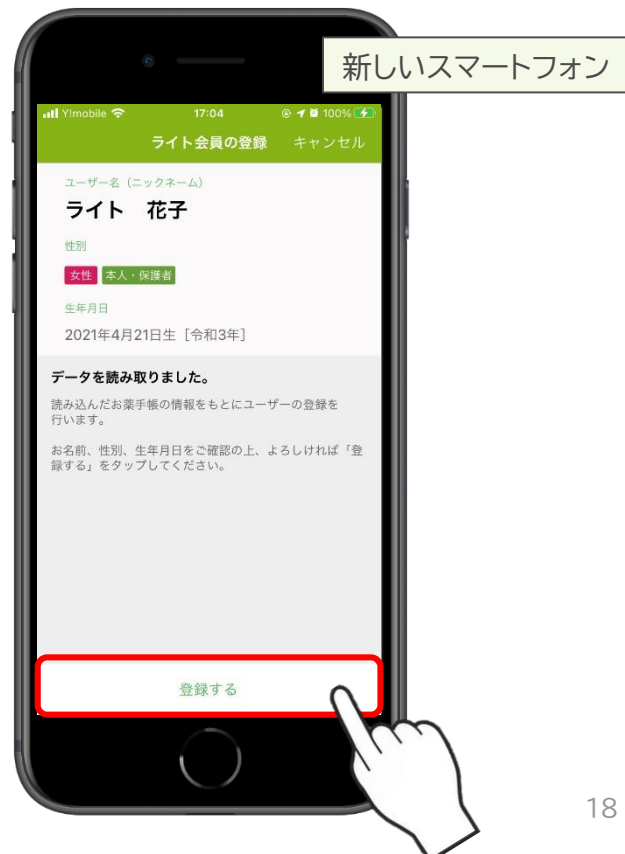 新しいスマートフォン
Y!mobile 17:04 100%
ライト会員の登録 キャンセル
ユーザー名（ニックネーム）
ライト　花子
性別
女性 本人・保護者
生年月日
2021年4月21日生［令和3年］
データを読み取りました。
読み込んだお薬手帳の情報をもとにユーザーの登録を
行います。
お名前、性別、生年月日をご確認の上、よろしければ「登
録する」をタップしてください。
登録する
18